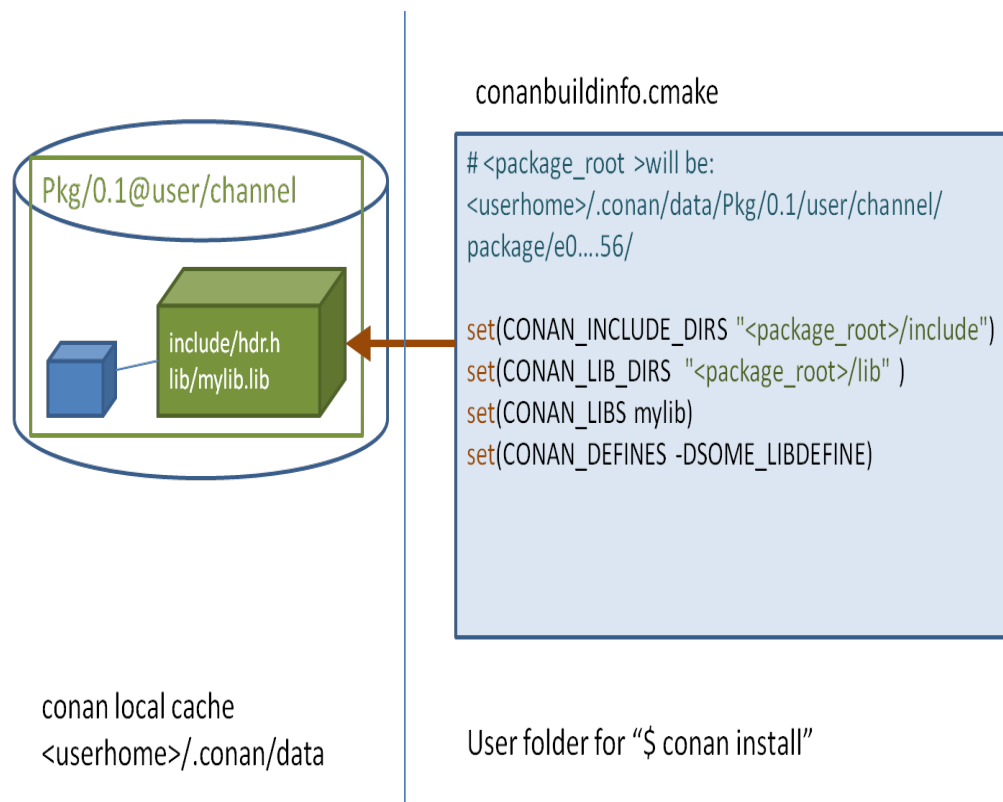 conanbuildinfo.cmake
Pkg/0.1@user/channel
include/hdr.h
lib/mylib.lib
# <package_root >will be:
<userhome>/.conan/data/Pkg/0.1/user/channel/
package/e0....56/
set(CONAN_INCLUDE_DIRS "<package_root>/include")
set(CONAN_LIB_DIRS  "<package_root>/lib" )
set(CONAN_LIBS mylib)
set(CONAN_DEFINES -DSOME_LIBDEFINE)
conan local cache
<userhome>/.conan/data
User folder for “$ conan install”